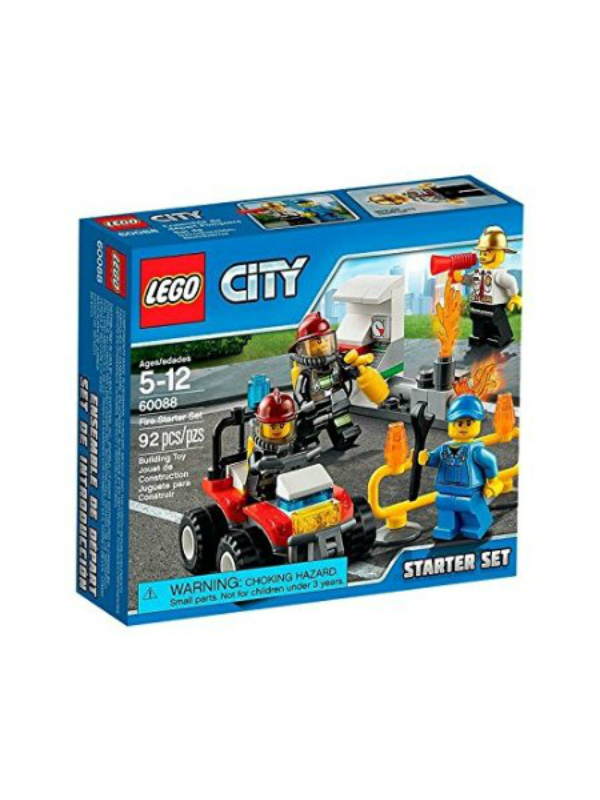 LEGO CITY
60088
60088
LEGO
ENSEMBLE DE DÉPART
SET DE INTRODUCCIÓN
LEGO CITY
Ages/edades
5-12
60088
Fire Starter Set
92 pcs/pzs
Building Toy
Jouet de
Construction
Juguete para
Construir
WARNING: CHOKING HAZARD.
Small parts. Not for children under 3 years.
STARTER SET